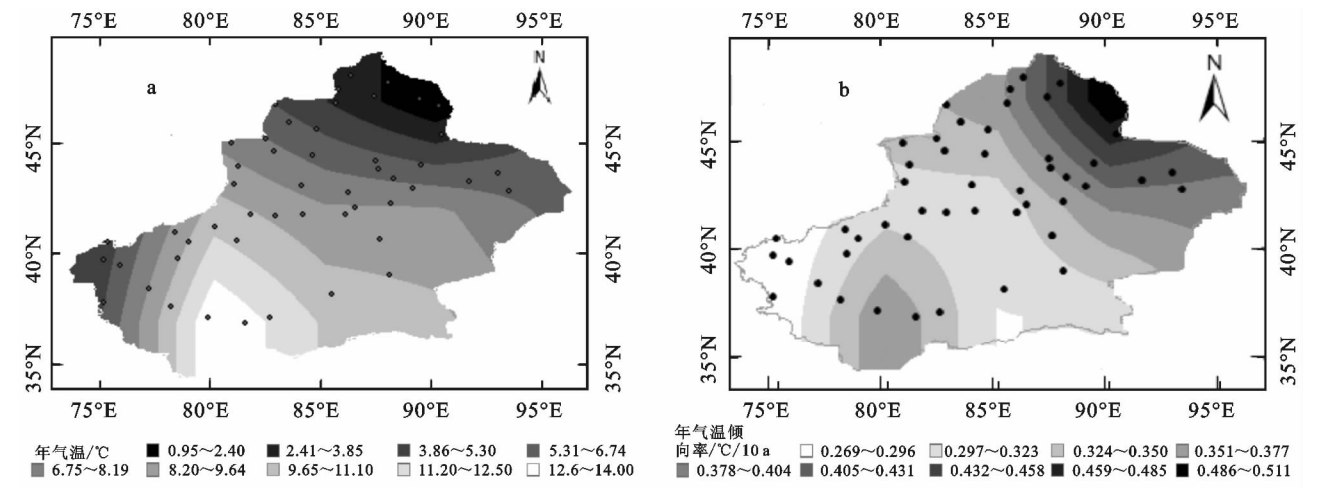 75°E 80°E 85°E 90°E 95°E
75°E 80°E 85°E 90°E 95°E
a
N
b
N
45°N
40°N
35°N
45°N
40°N
35°N
45°N
40°N
35°N
45°N
40°N
35°N
75°E 80°E 85°E 90°E 95°E
75°E 80°E 85°E 90°E 95°E
年气温/℃ 0.95～2.40 2.41～3.85 3.86～5.30 5.31～6.74
6.75～8.19 8.20～9.64 9.65～11.10 11.20～12.50 12.6～14.00
年气温倾
向率/℃/10 a 0.269～0.296 0.297～0.323 0.324～0.350 0.351～0.377
0.378～0.404 0.405～0.431 0.432～0.458 0.459～0.485 0.486～0.511